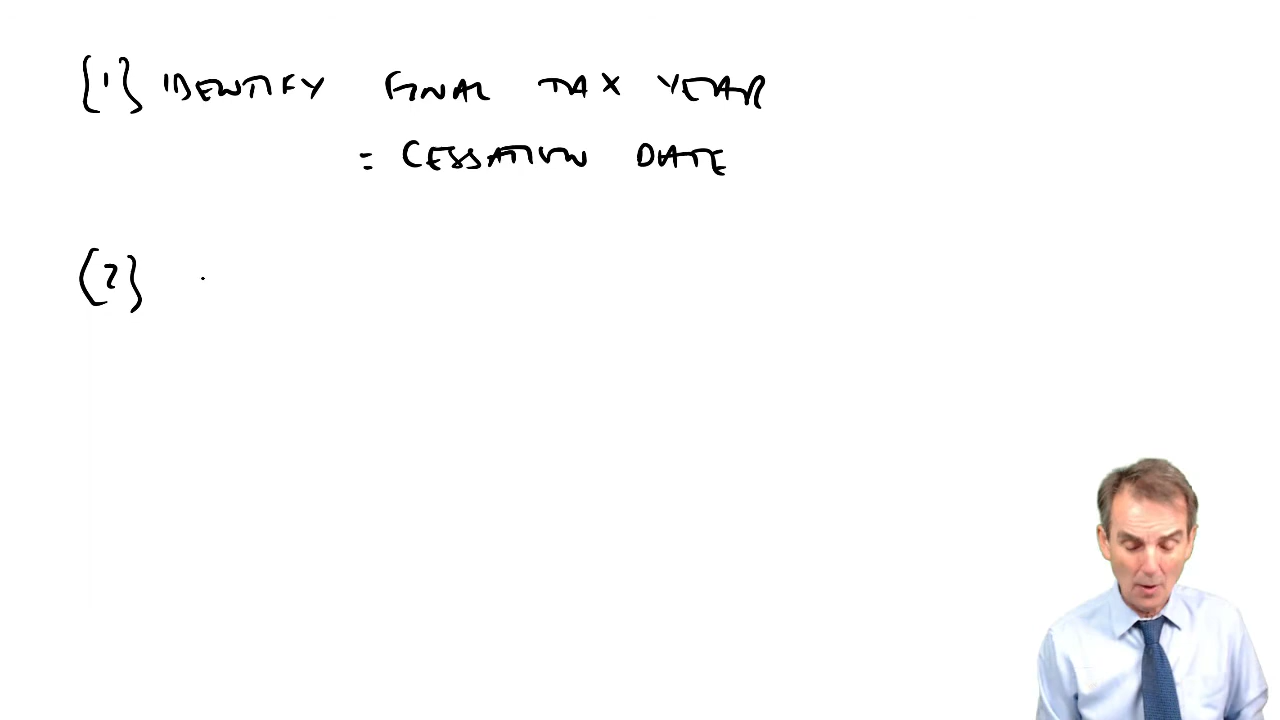 {1} IDENTIFY FINAL TAX YEAR
= CESSATION DATE
{2}